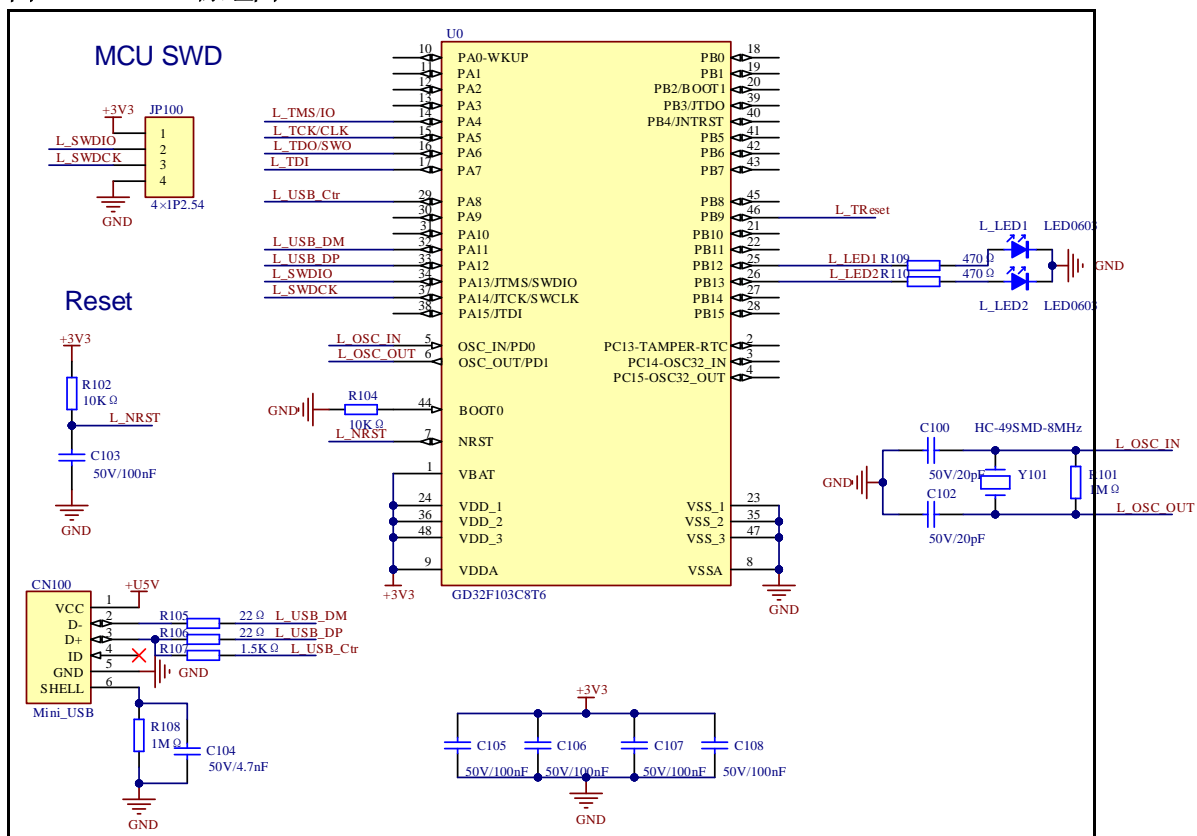 MCU SWD
+3V3
JP100
L_SWDIO
L_SWDCK
1
2
3
4
4×1P2.54
GND
Reset
+3V3
R102
10KΩ
L_NRST
C103
50V/100nF
GND
U0
10 PA0-WKUP
11 PA1
12 PA2
13 PA3
L_TMS/IO 14 PA4
L_TCK/CLK 15 PA5
L_TDO/SWO 16 PA6
L_TDI 17 PA7
L_USB_Ctr 29 PA8
30 PA9
31 PA10
L_USB_DM 32 PA11
L_USB_DP 33 PA12
L_SWDIO 34 PA13/JTMS/SWDIO
L_SWDCK 37 PA14/JTCK/SWCLK
38 PA15/JTDI
L_OSC_IN 5 OSC_IN/PD0
L_OSC_OUT 6 OSC_OUT/PD1
GND R104 10KΩ 44 BOOT0
L_NRST 7 NRST
1 VBAT
24 VDD_1
36 VDD_2
48 VDD_3
9 VDDA
+3V3
PB0 18
PB1 19
PB2/BOOT1 20
PB3/JTDO 39
PB4/JNTRST 40
PB5 41
PB6 42
PB7 43
PB8 45
PB9 46 L_TReset
PB10 21
PB11 22
PB12 25 L_LED1 R109 470Ω
PB13 26 L_LED2 R110 470Ω
PB14 27
PB15 28
PC13-TAMPER-RTC 2
PC14-OSC32_IN 3
PC15-OSC32_OUT 4
VSS_1 23
VSS_2 35
VSS_3 47
VSSA 8
GND
GD32F103C8T6
L_LED1 LED0603
GND
L_LED2 LED0603
C100
HC-49SMD-8MHz
L_OSC_IN
50V/20pF
Y101
R101
1MΩ
GND
C102
L_OSC_OUT
50V/20pF
CN100
+U5V
VCC 1
D- 2 R105 22Ω L_USB_DM
D+ 3 R106 22Ω L_USB_DP
ID 4 R107 1.5KΩ L_USB_Ctr
GND 5 GND
SHELL 6
Mini_USB
R108
1MΩ
C104
50V/4.7nF
GND
+3V3
C105 C106 C107 C108
50V/100nF 50V/100nF 50V/100nF 50V/100nF
GND